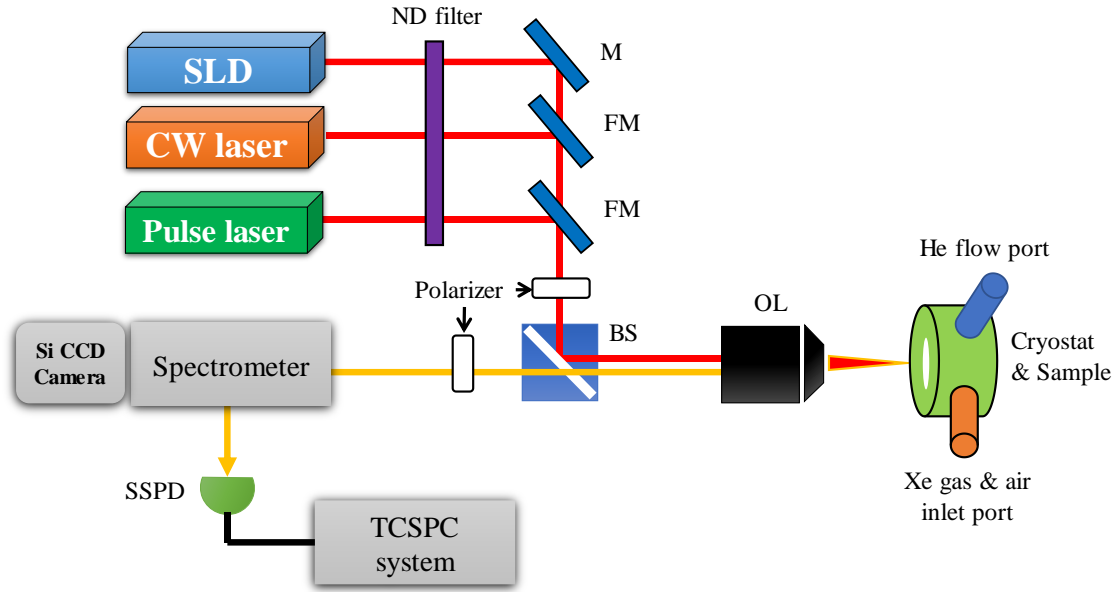 ND filter
SLD
M
CW laser
FM
Pulse laser
FM
He flow port
Polarizer
OL
BS
Cryostat
& Sample
Si CCD
Camera
Spectrometer
Xe gas & air
inlet port
SSPD
TCSPC
system